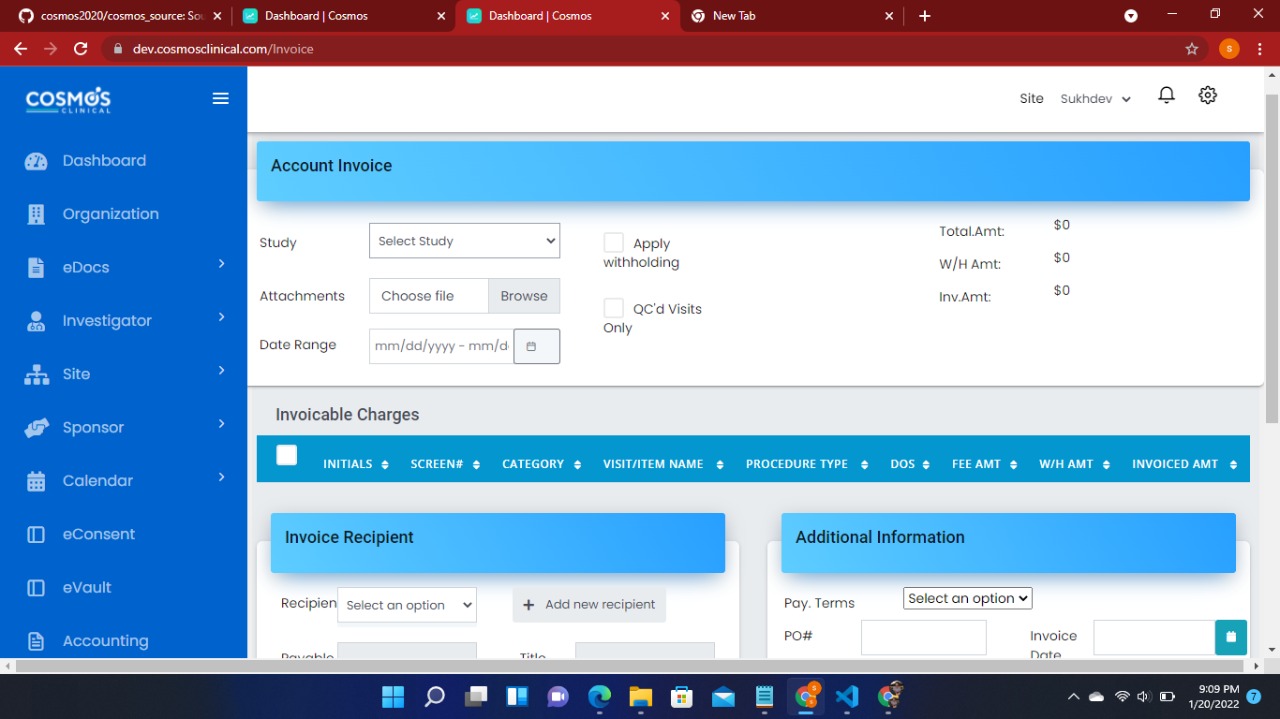 cosmos2020/cosmos_source: Sou
Dashboard | Cosmos
Dashboard | Cosmos
New Tab
dev.cosmosclinical.com/Invoice
S
COSMOS
CLINICAL
Site
Sukhdev
Dashboard
Organization
eDocs
Investigator
Site
Sponsor
Calendar
eConsent
eVault
Accounting
Account Invoice
Study
Select Study
Apply withholding
Total.Amt:
$0
W/H Amt:
$0
Attachments
Choose file
Browse
Inv.Amt:
$0
QC'd Visits Only
Date Range
mm/dd/yyyy - mm/d
Invoicable Charges
INITIALS
SCREEN#
CATEGORY
VISIT/ITEM NAME
PROCEDURE TYPE
DOS
FEE AMT
W/H AMT
INVOICED AMT
Invoice Recipient
Recipien
Select an option
Add new recipient
Payable
Title
Additional Information
Pay. Terms
Select an option
PO#
Invoice Date
9:09 PM
1/20/2022
7